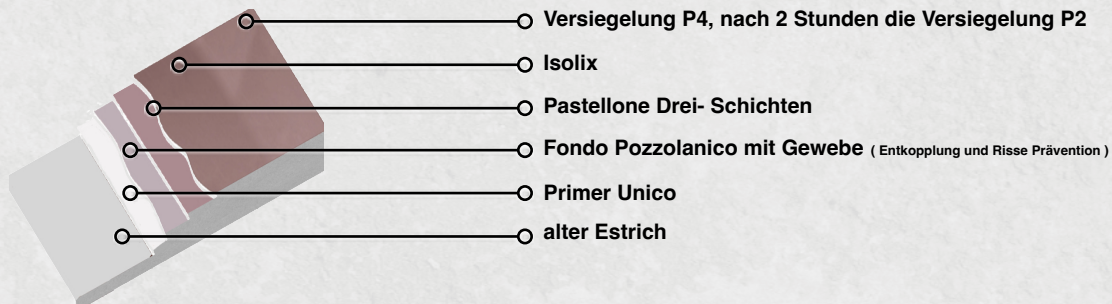 Versiegelung P4, nach 2 Stunden die Versiegelung P2
Isolix
Pastellone Drei- Schichten
Fondo Pozzolanico mit Gewebe ( Entkopplung und Risse Prävention )
Primer Unico
alter Estrich